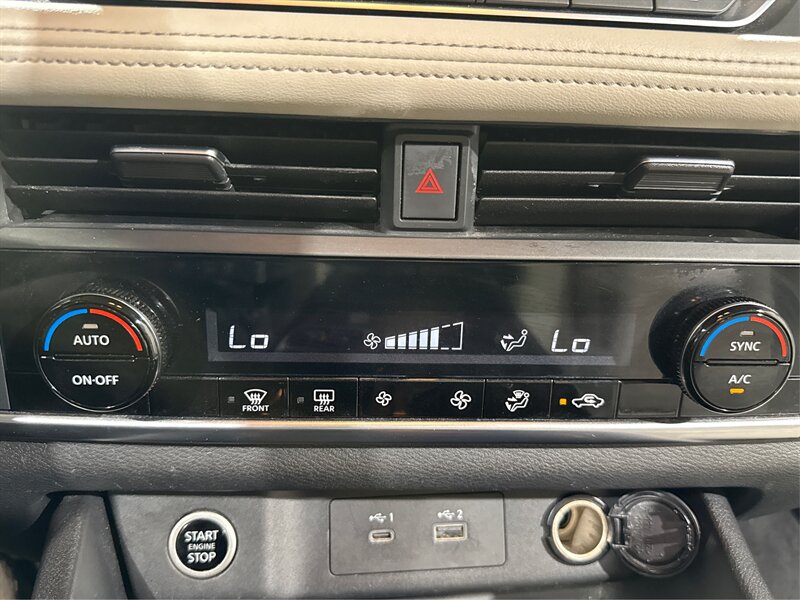 Lo
Lo
AUTO
ON·OFF
SYNC
A/C
FRONT
REAR
START
ENGINE
STOP
1
2